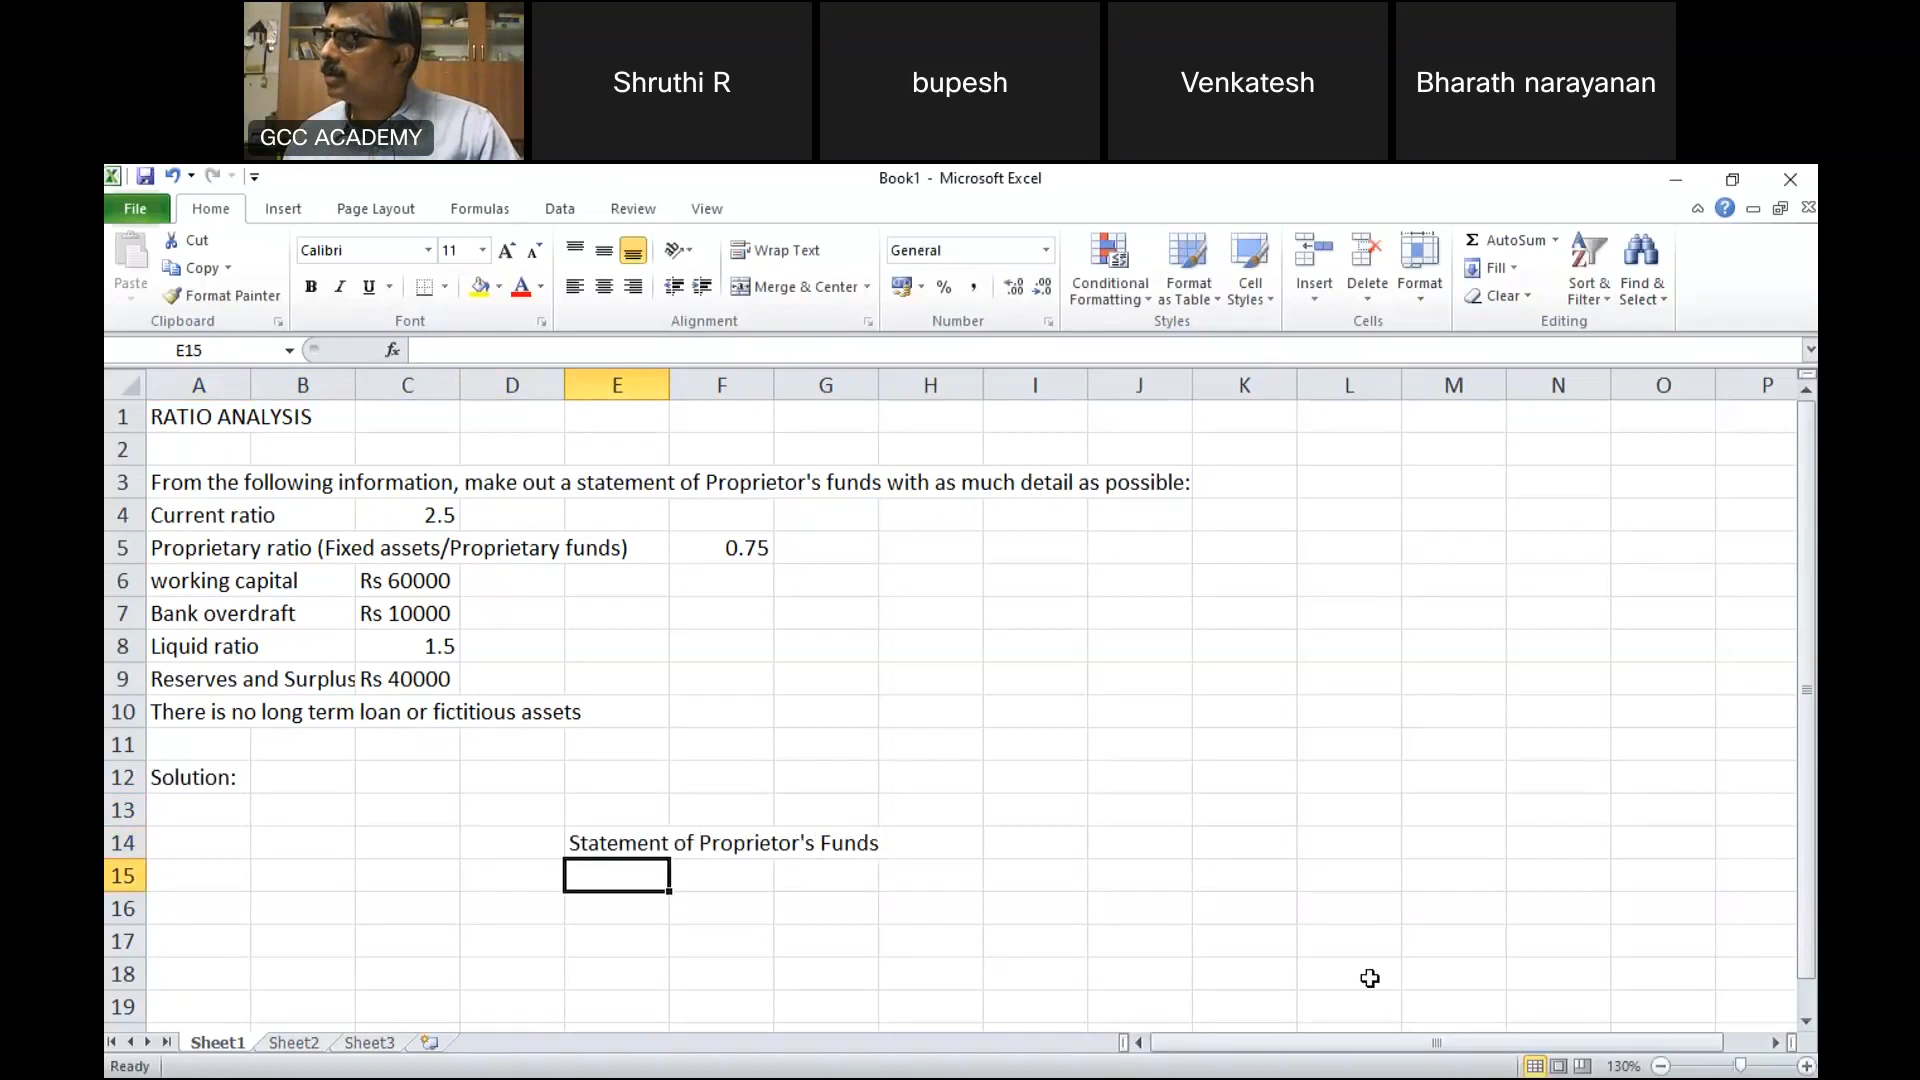 Shruthi R
bupesh
Venkatesh
Bharath narayanan
GCC ACADEMY
Book1 - Microsoft Excel
File Home Insert Page Layout Formulas Data Review View
Cut
Copy
Format Painter
Paste
Clipboard
Calibri 11
B I U
Font
Wrap Text
Merge & Center
Alignment
General
%
Number
Conditional Formatting
Format as Table
Cell Styles
Styles
Insert
Delete
Format
Cells
Σ AutoSum
Fill
Clear
Sort & Filter
Find & Select
Editing
E15 fx
A B C D E F G H I J K L M N O P
1 RATIO ANALYSIS
2
3 From the following information, make out a statement of Proprietor's funds with as much detail as possible:
4 Current ratio 2.5
5 Proprietary ratio (Fixed assets/Proprietary funds) 0.75
6 working capital Rs 60000
7 Bank overdraft Rs 10000
8 Liquid ratio 1.5
9 Reserves and Surplus Rs 40000
10 There is no long term loan or fictitious assets
11
12 Solution:
13
14 Statement of Proprietor's Funds
15
16
17
18
19
Sheet1 Sheet2 Sheet3
Ready 130%